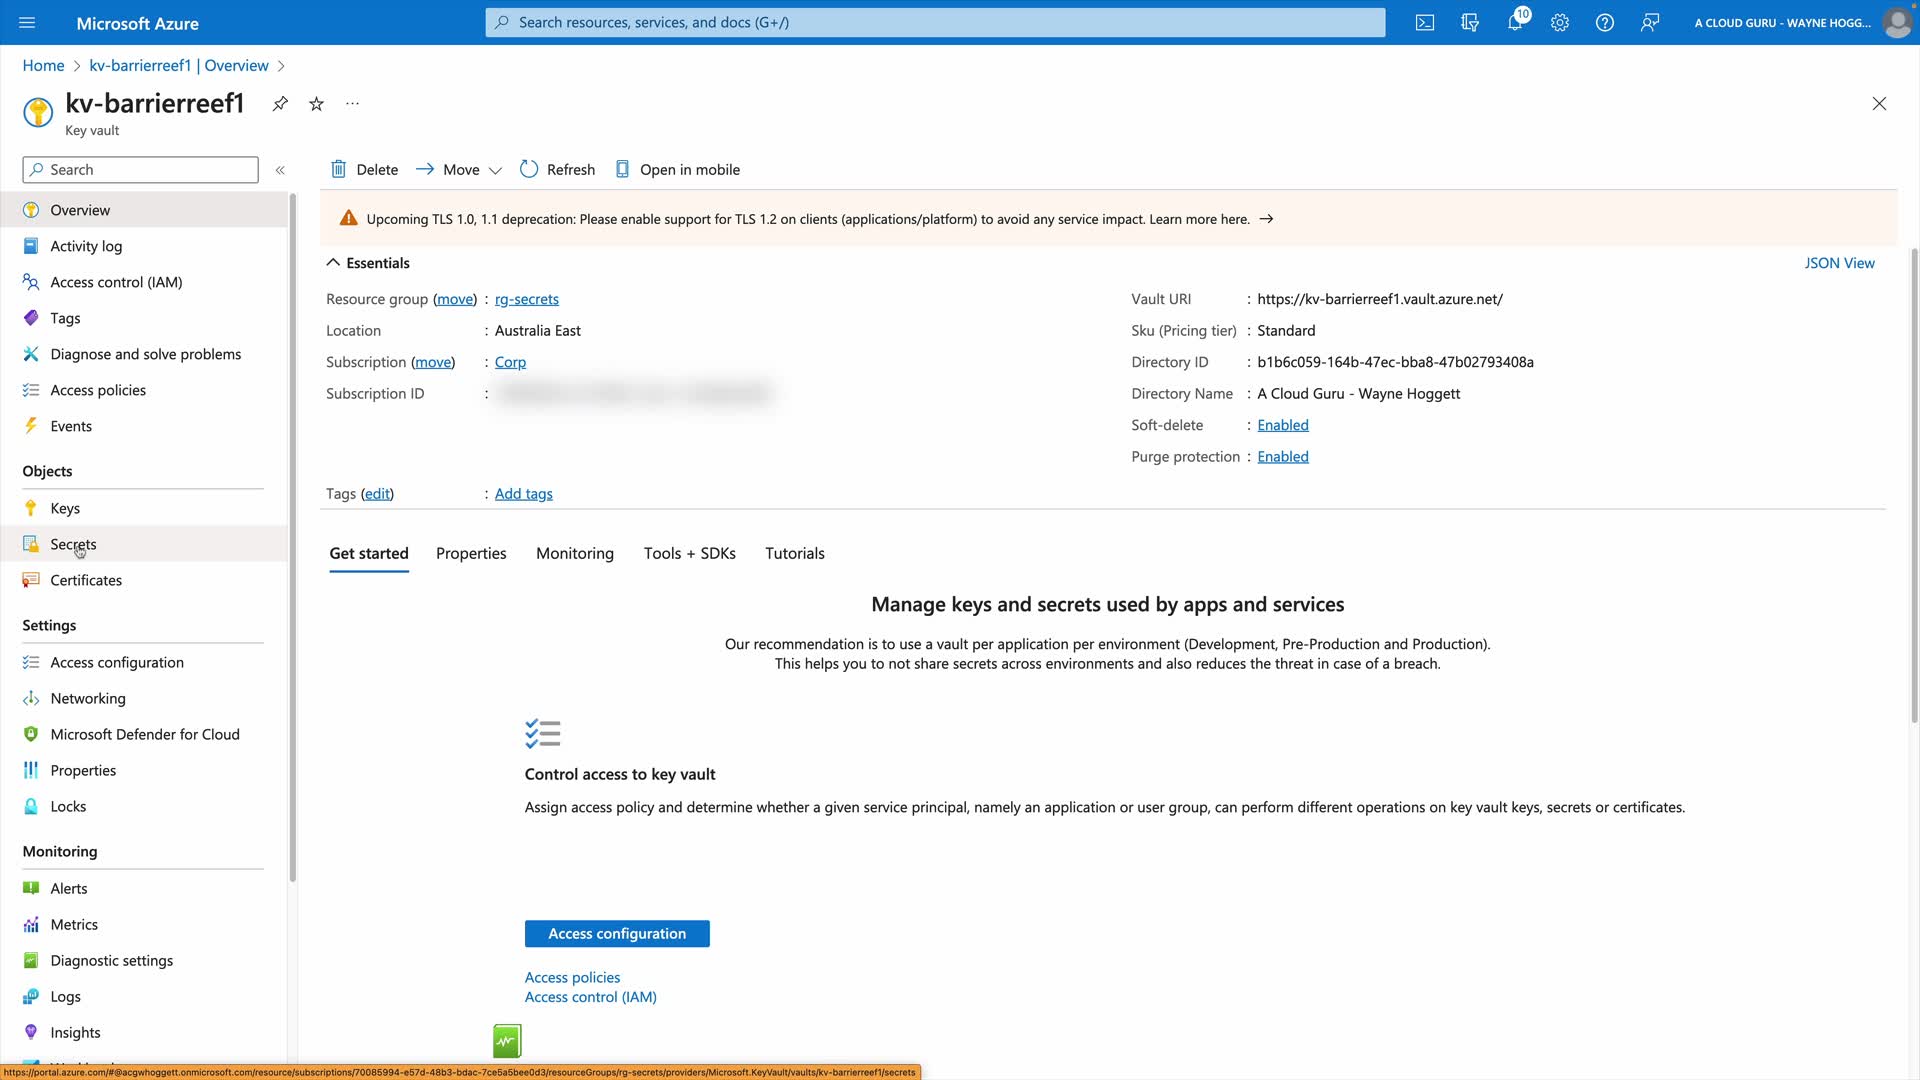 Microsoft Azure
Search resources, services, and docs (G+/)
10
A CLOUD GURU - WAYNE HOGG...
Home > kv-barrierreef1 | Overview >
kv-barrierreef1
Key vault
Search
Overview
Activity log
Access control (IAM)
Tags
Diagnose and solve problems
Access policies
Events
Objects
Keys
Secrets
Certificates
Settings
Access configuration
Networking
Microsoft Defender for Cloud
Properties
Locks
Monitoring
Alerts
Metrics
Diagnostic settings
Logs
Insights
Delete Move Refresh Open in mobile
Upcoming TLS 1.0, 1.1 deprecation: Please enable support for TLS 1.2 on clients (applications/platform) to avoid any service impact. Learn more here. →
Essentials
JSON View
Resource group (move) : rg-secrets
Location : Australia East
Subscription (move) : Corp
Subscription ID :
Vault URI : https://kv-barrierreef1.vault.azure.net/
Sku (Pricing tier) : Standard
Directory ID : b1b6c059-164b-47ec-bba8-47b02793408a
Directory Name : A Cloud Guru - Wayne Hoggett
Soft-delete : Enabled
Purge protection : Enabled
Tags (edit) : Add tags
Get started Properties Monitoring Tools + SDKs Tutorials
Manage keys and secrets used by apps and services
Our recommendation is to use a vault per application per environment (Development, Pre-Production and Production).
This helps you to not share secrets across environments and also reduces the threat in case of a breach.
Control access to key vault
Assign access policy and determine whether a given service principal, namely an application or user group, can perform different operations on key vault keys, secrets or certificates.
Access configuration
Access policies
Access control (IAM)
https://portal.azure.com/#@acgwhoggett.onmicrosoft.com/resource/subscriptions/70085994-e57d-48b3-bdac-7ce5a5bee0d3/resourceGroups/rg-secrets/providers/Microsoft.KeyVault/vaults/kv-barrierreef1/secrets